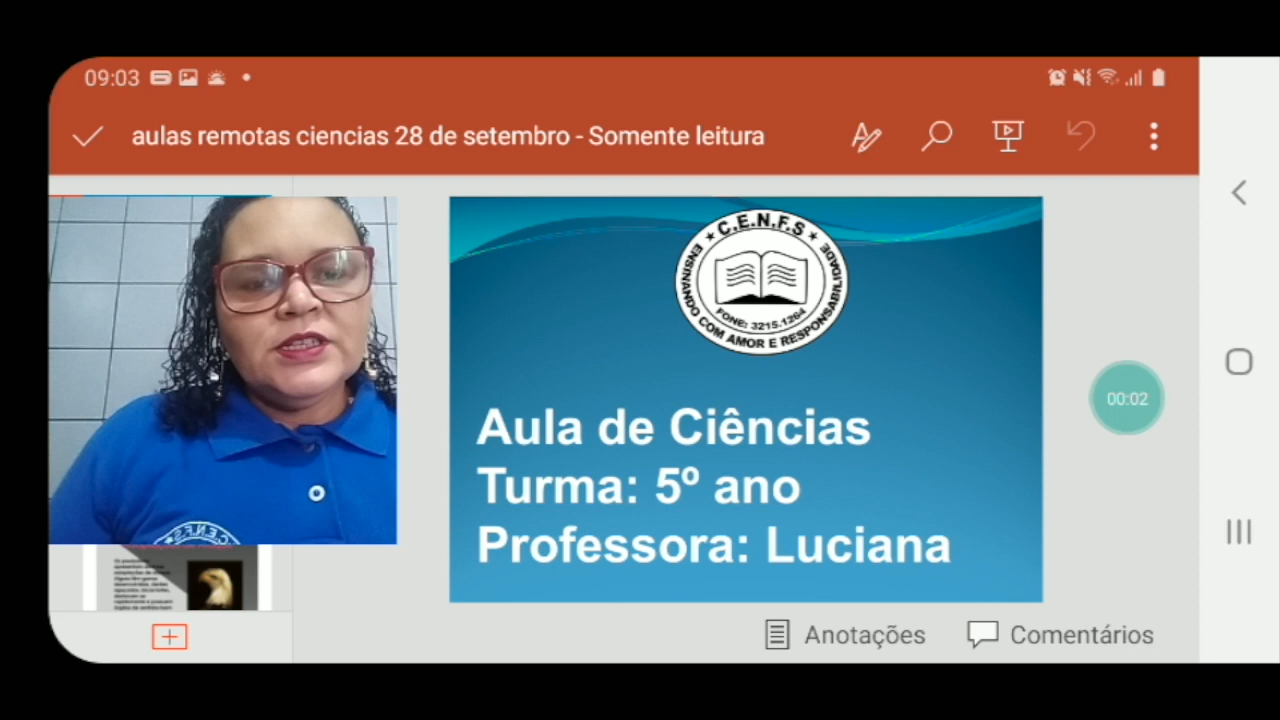 09:03
aulas remotas ciencias 28 de setembro - Somente leitura
★ C.E.N.F.S ★
ENSINANDO COM AMOR E RESPONSABILIDADE
FONE: 3215.1264
Aula de Ciências
Turma: 5º ano
Professora: Luciana
00:02
C.E.N.F.S
Anotações
Comentários